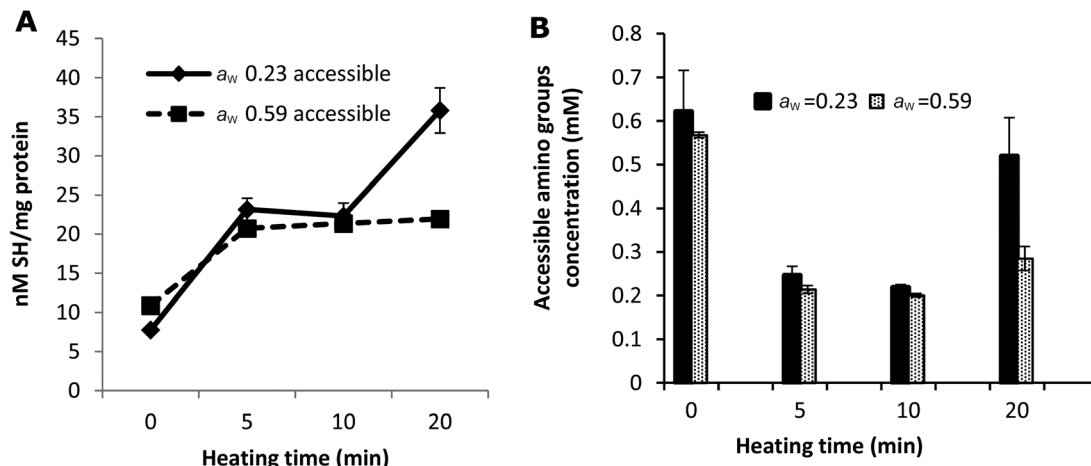 A
45
40
35
30
25
20
15
10
5
0
nM SH/mg protein
aw 0.23 accessible
aw 0.59 accessible
0 5 10 20
Heating time (min)
B
0.8
0.7
0.6
0.5
0.4
0.3
0.2
0.1
0
Accessible amino groups
concentration (mM)
aw =0.23 aw =0.59
0 5 10 20
Heating time (min)